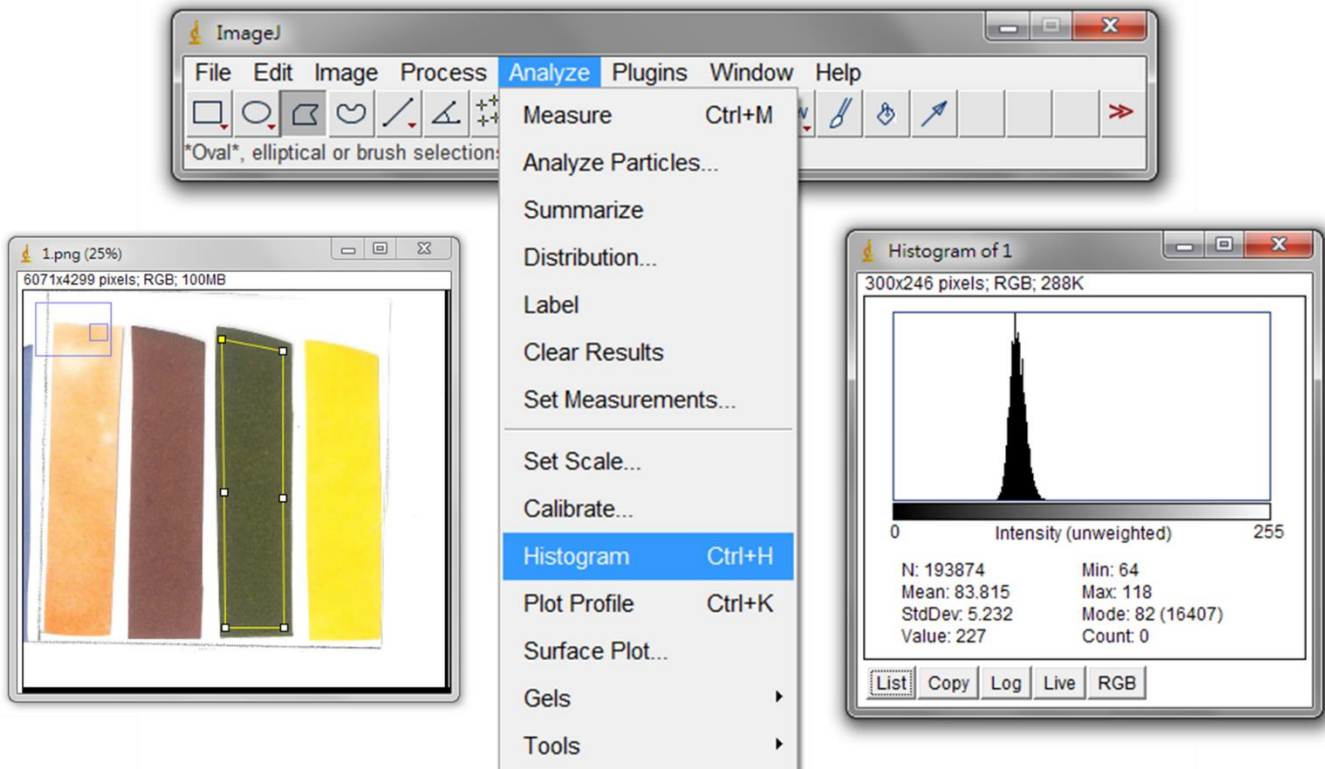 ImageJ
File Edit Image Process Analyze Plugins Window Help
*Oval*, elliptical or brush selections
Measure Ctrl+M
Analyze Particles...
Summarize
Distribution...
Label
Clear Results
Set Measurements...
Set Scale...
Calibrate...
Histogram Ctrl+H
Plot Profile Ctrl+K
Surface Plot...
Gels
Tools
1.png (25%)
6071x4299 pixels; RGB; 100MB
Histogram of 1
300x246 pixels; RGB; 288K
0 Intensity (unweighted) 255
N: 193874 Min: 64
Mean: 83.815 Max: 118
StdDev: 5.232 Mode: 82 (16407)
Value: 227 Count: 0
List Copy Log Live RGB